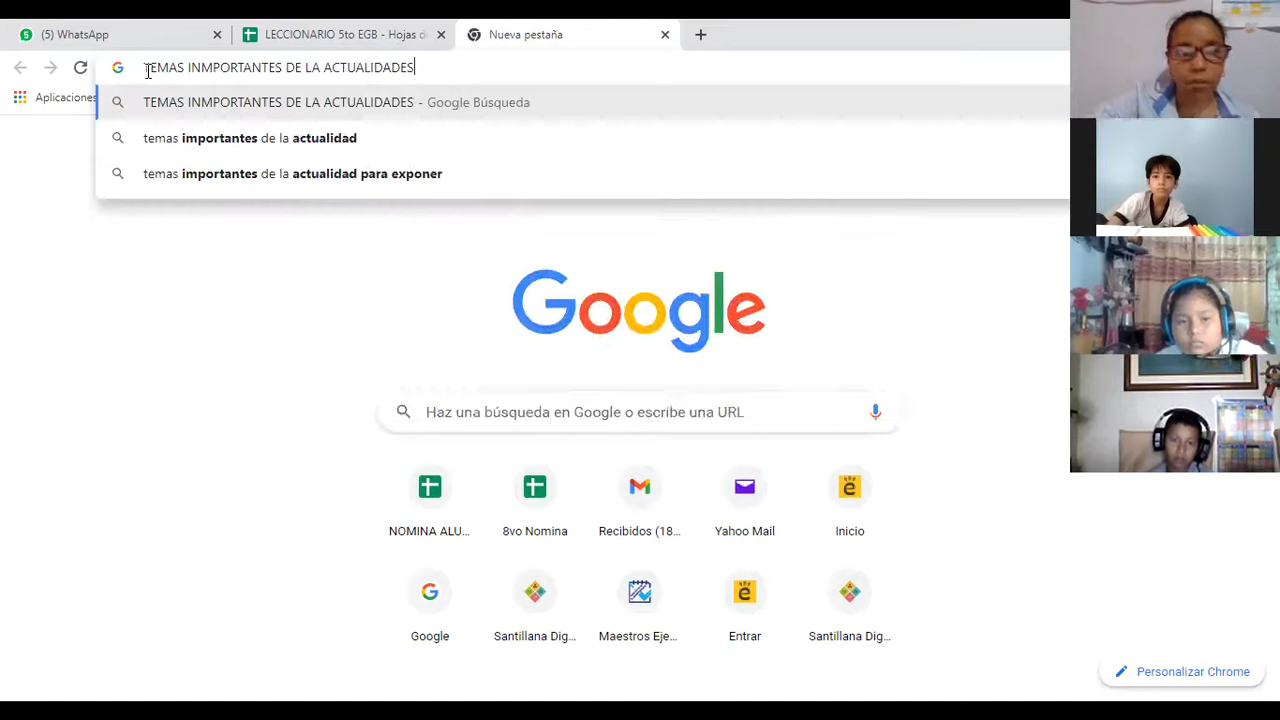 (5) WhatsApp
LECCIONARIO 5to EGB - Hojas d
Nueva pestaña
TEMAS INMPORTANTES DE LA ACTUALIDADES
Aplicaciones
TEMAS INMPORTANTES DE LA ACTUALIDADES - Google Búsqueda
temas importantes de la actualidad
temas importantes de la actualidad para exponer
Google
Haz una búsqueda en Google o escribe una URL
NOMINA ALU... 8vo Nomina Recibidos (18... Yahoo Mail Inicio
Google Santillana Dig... Maestros Eje... Entrar Santillana Dig...
Personalizar Chrome